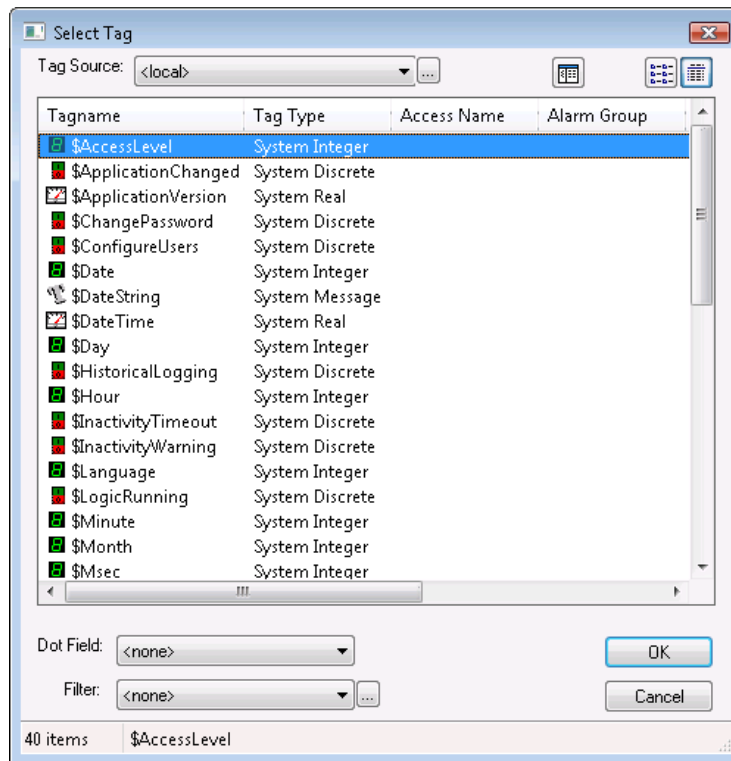 Select Tag
Tag Source: <local> ...
Tagname Tag Type Access Name Alarm Group
$AccessLevel System Integer
$ApplicationChanged System Discrete
$ApplicationVersion System Real
$ChangePassword System Discrete
$ConfigureUsers System Discrete
$Date System Integer
$DateString System Message
$DateTime System Real
$Day System Integer
$HistoricalLogging System Discrete
$Hour System Integer
$InactivityTimeout System Discrete
$InactivityWarning System Discrete
$Language System Integer
$LogicRunning System Discrete
$Minute System Integer
$Month System Integer
$Msec System Integer
Dot Field: <none> OK
Filter: <none> ... Cancel
40 items $AccessLevel